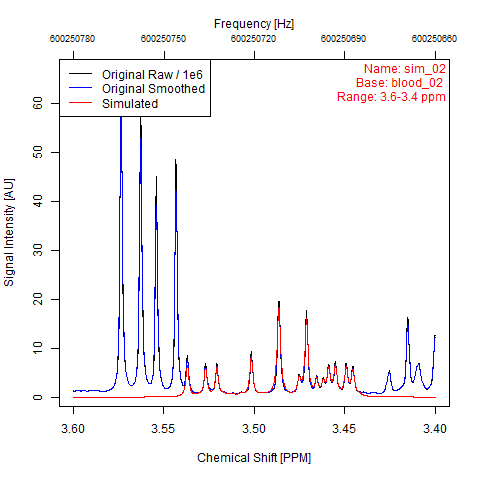 Frequency [Hz]
600250780 600250750 600250720 600250690 600250660
Original Raw / 1e6
Original Smoothed
Simulated
Name: sim_02
Base: blood_02
Range: 3.6-3.4 ppm
Signal Intensity [AU]
60
50
40
30
20
10
0
3.60 3.55 3.50 3.45 3.40
Chemical Shift [PPM]